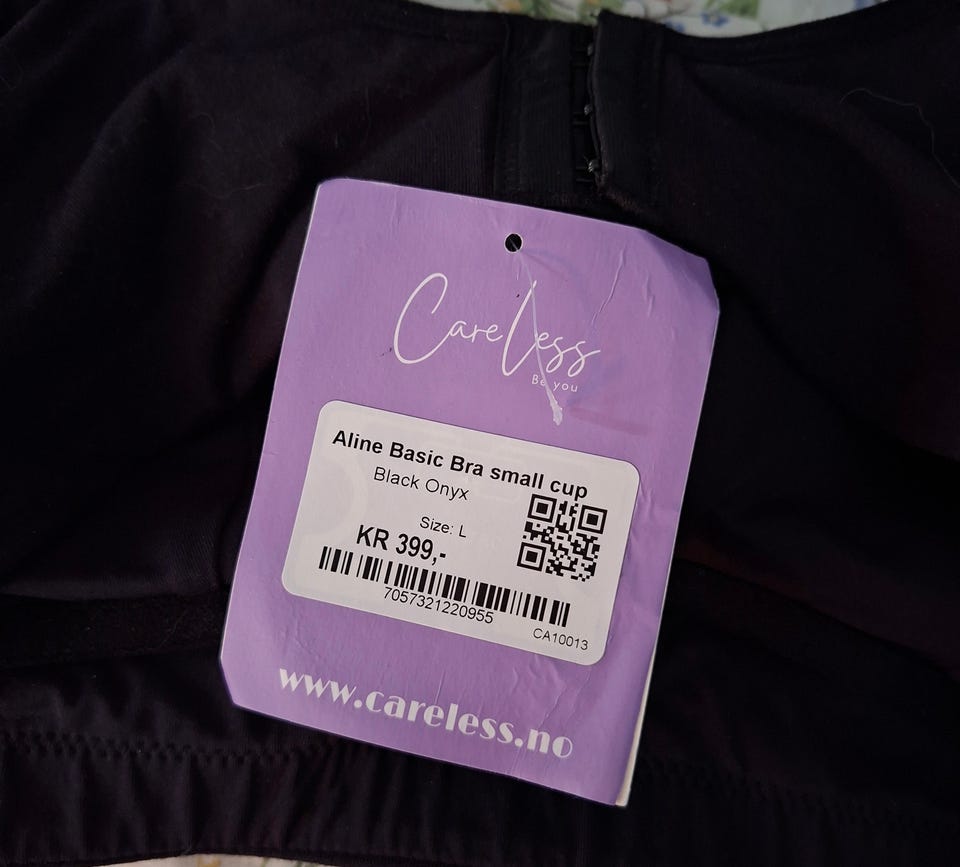 CareLess
Be you
Aline Basic Bra small cup
Black Onyx
Size: L
KR 399,-
7057321220955
CA10013
www.careless.no